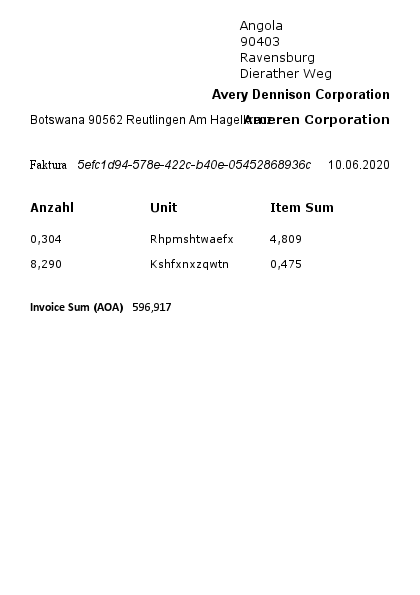 Angola
90403
Ravensburg
Dierather Weg
Avery Dennison Corporation
Botswana 90562 Reutlingen Am Corporation
Faktura 5efc1d94-578e-422c-b40e-05452868936c 10.06.2020
Anzahl Unit Item Sum
0,304 Rhpmshtwaefx 4,809
8,290 Kshfxnxzqwtn 0,475
Invoice Sum (AOA) 596,917